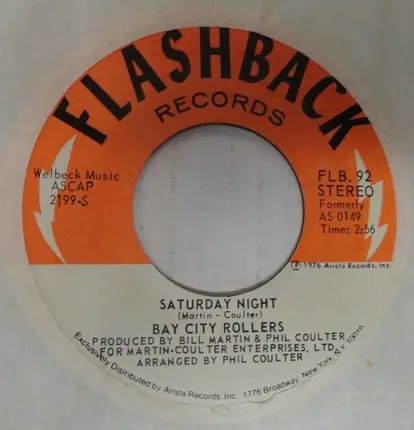 FLASHBACK
RECORDS
Welbeck Music
ASCAP
2199-S
FLB. 92
STEREO
Formerly
AS 0149
Time: 2:56
℗ 1976 Arista Records, Inc.
SATURDAY NIGHT
(Martin - Coulter)
BAY CITY ROLLERS
PRODUCED BY BILL MARTIN & PHIL COULTER
FOR MARTIN-COULTER ENTERPRISES, LTD.
ARRANGED BY PHIL COULTER
Exclusively Distributed by Arista Records, Inc. 1776 Broadway, New York, N.Y. 10019